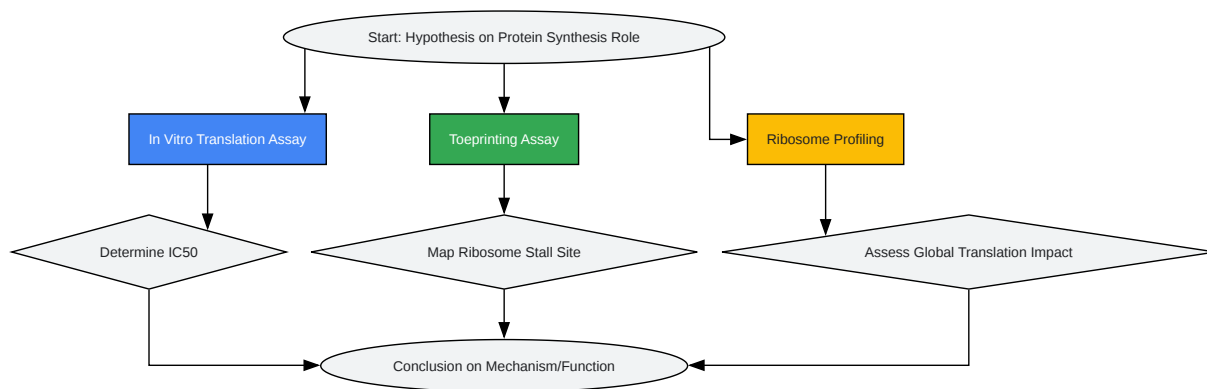 Start: Hypothesis on Protein Synthesis Role
In Vitro Translation Assay
Toeprinting Assay
Ribosome Profiling
Determine IC50
Map Ribosome Stall Site
Assess Global Translation Impact
Conclusion on Mechanism/Function